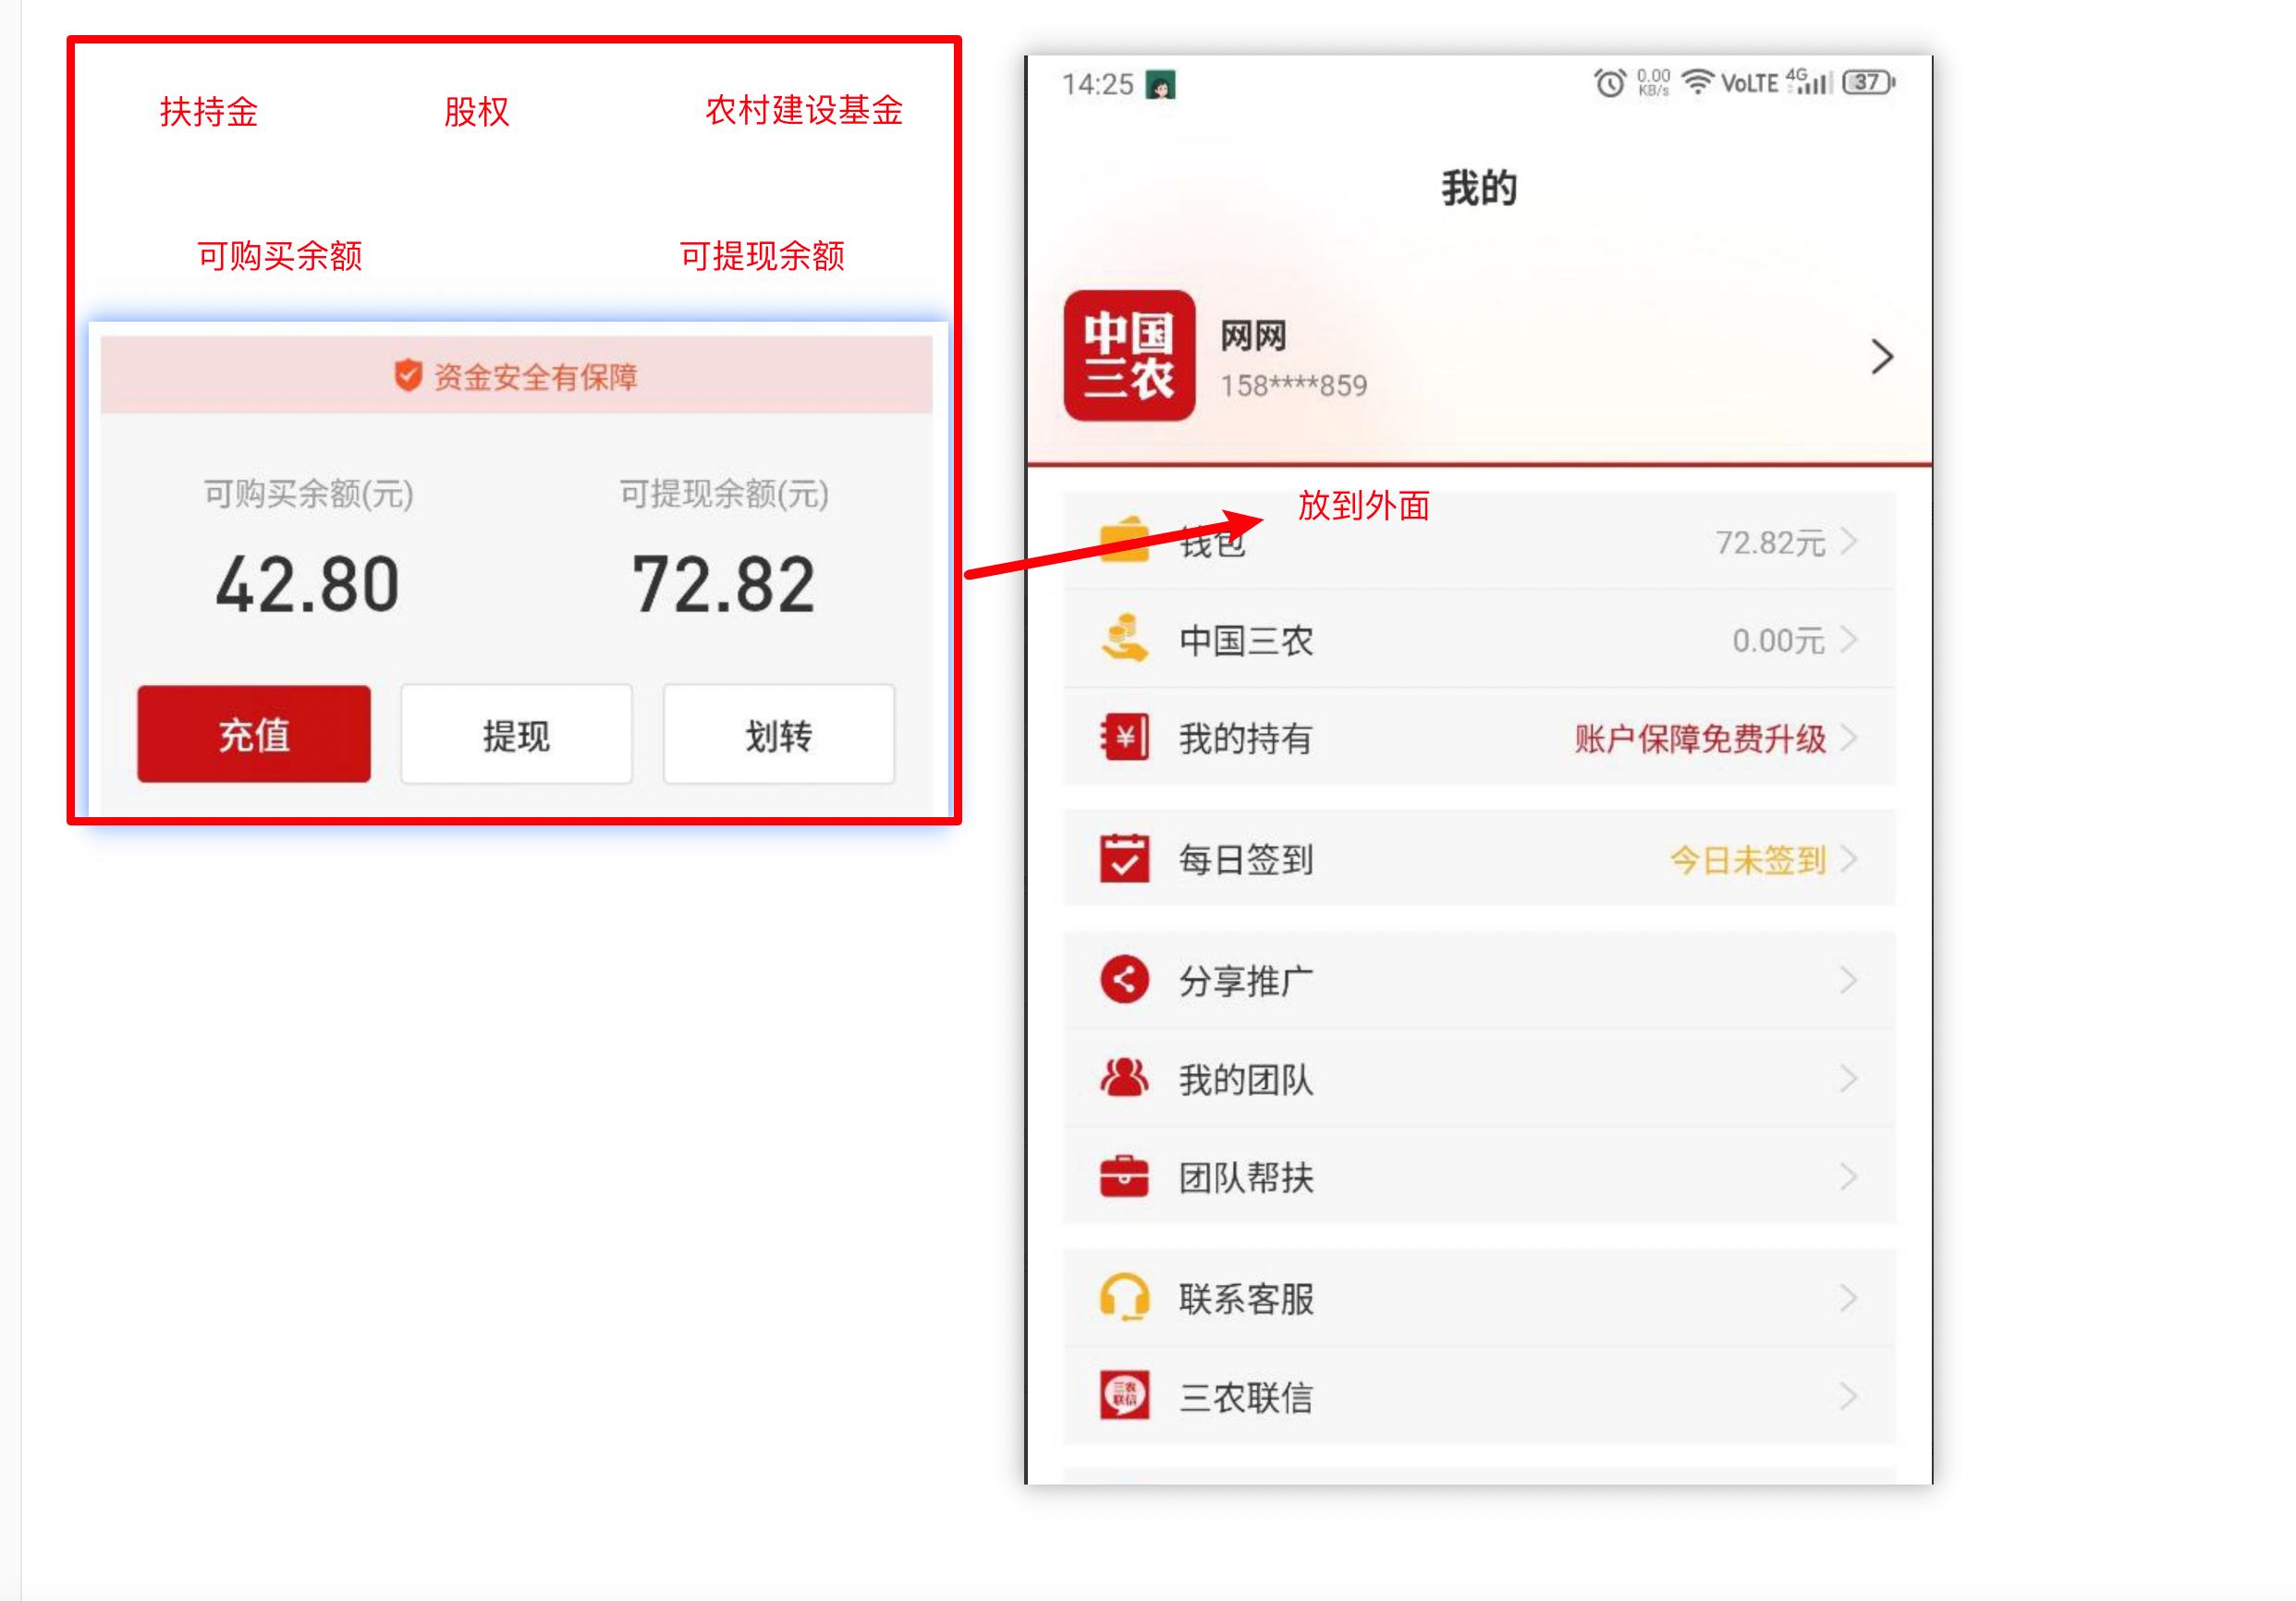 扶持金 股权 农村建设基金
可购买余额 可提现余额
资金安全有保障
可购买余额(元) 可提现余额(元)
42.80 72.82
充值 提现 划转
14:25 0.00 KB/s VoLTE 4G 37
我的
中国三农
网网
158****859
放到外面
钱包 72.82元
中国三农 0.00元
¥ 我的持有 账户保障免费升级
每日签到 今日未签到
分享推广
我的团队
团队帮扶
联系客服
三农联信 三农联信